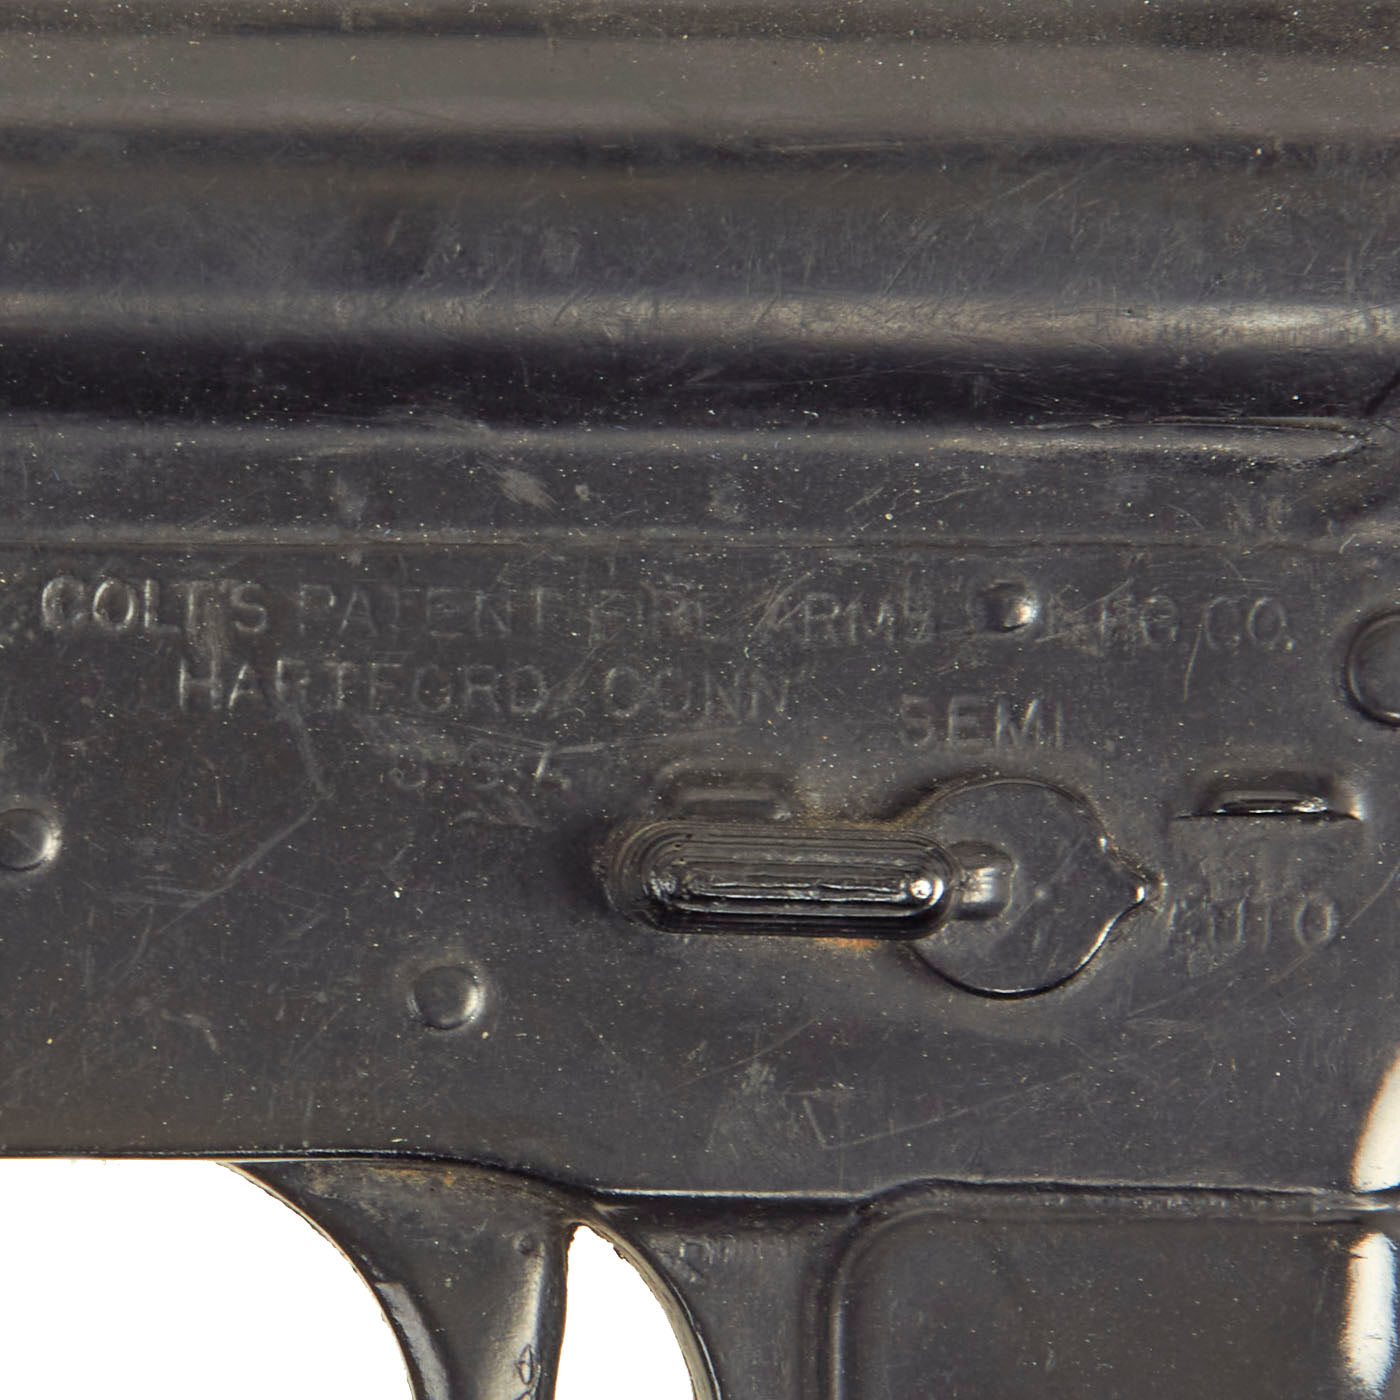 COLT'S PATENT FIRE ARMS MFG. CO.
HARTFORD, CONN
U.S.A.
SEMI
AUTO